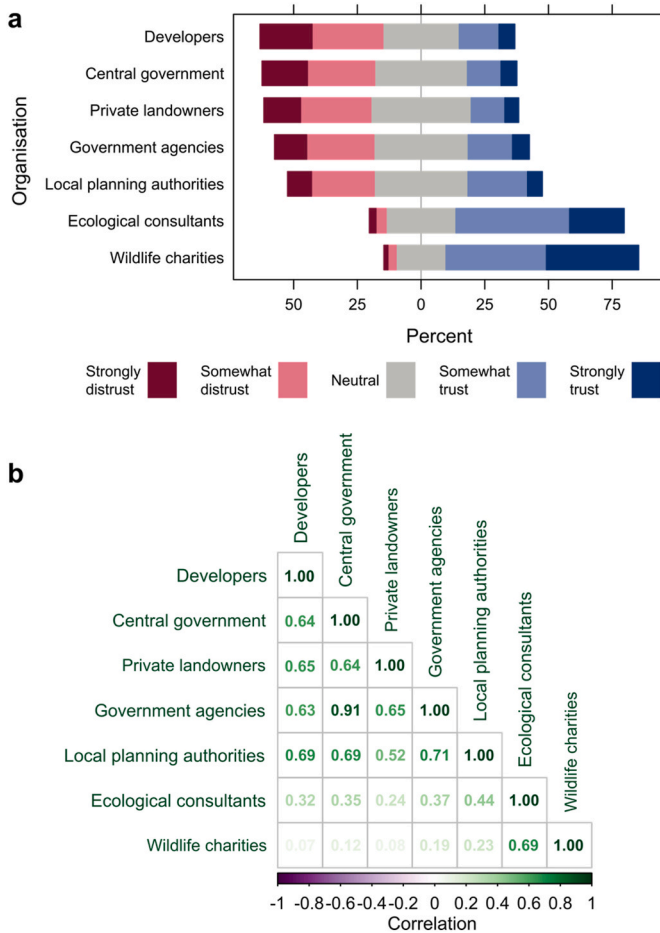 a
Organisation
Developers
Central government
Private landowners
Government agencies
Local planning authorities
Ecological consultants
Wildlife charities
50 25 0 25 50 75
Percent
Strongly distrust
Somewhat distrust
Neutral
Somewhat trust
Strongly trust
b
Developers
Central government
Private landowners
Government agencies
Local planning authorities
Ecological consultants
Wildlife charities
Developers 1.00
Central government 0.64 1.00
Private landowners 0.65 0.64 1.00
Government agencies 0.63 0.91 0.65 1.00
Local planning authorities 0.69 0.69 0.52 0.71 1.00
Ecological consultants 0.32 0.35 0.24 0.37 0.44 1.00
Wildlife charities 0.07 0.12 0.08 0.19 0.23 0.69 1.00
-1 -0.8 -0.6 -0.4 -0.2 0 0.2 0.4 0.6 0.8 1
Correlation